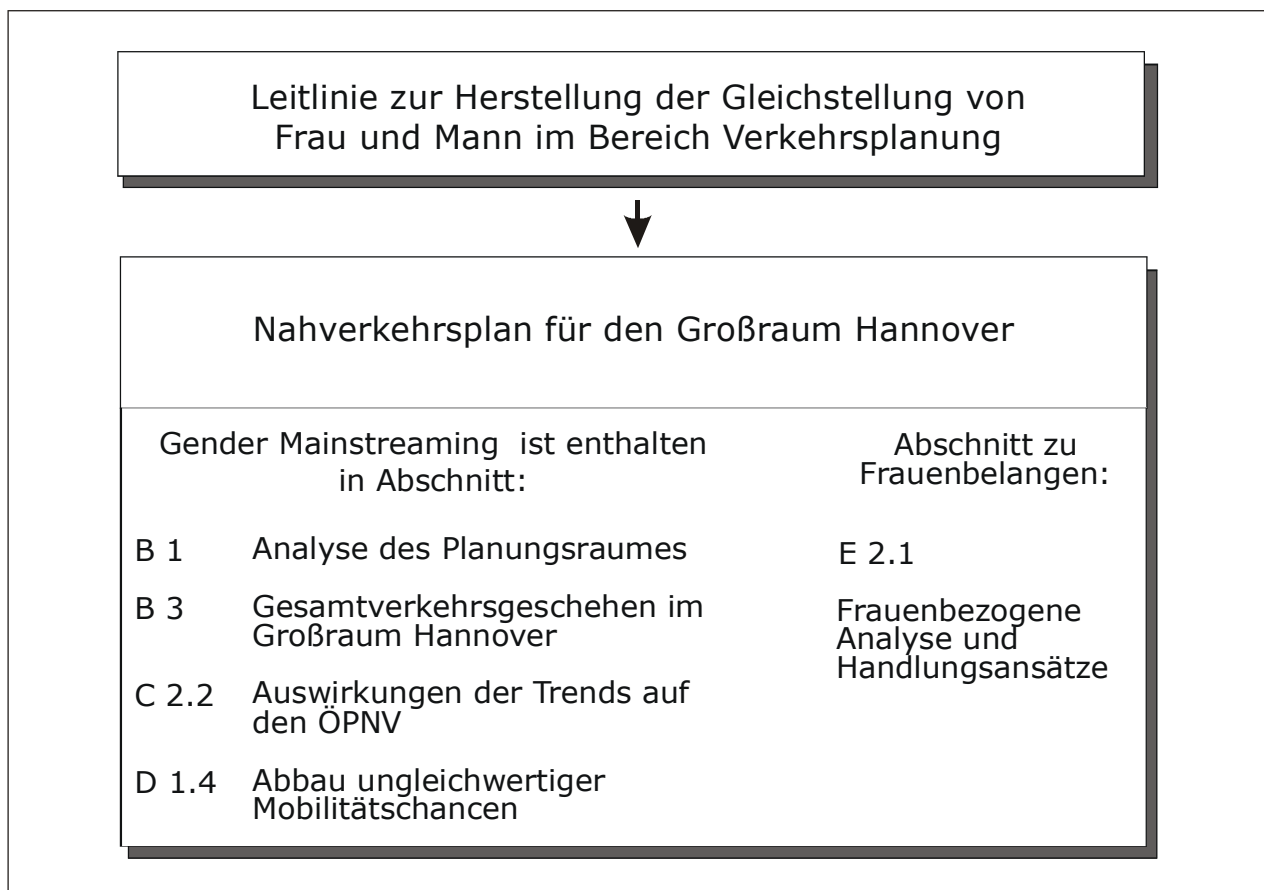 Leitlinie zur Herstellung der Gleichstellung von
Frau und Mann im Bereich Verkehrsplanung
Nahverkehrsplan für den Großraum Hannover
Gender Mainstreaming ist enthalten
in Abschnitt:
B 1 Analyse des Planungsraumes
B 3 Gesamtverkehrsgeschehen im
Großraum Hannover
C 2.2 Auswirkungen der Trends auf
den ÖPNV
D 1.4 Abbau ungleichwertiger
Mobilitätschancen
Abschnitt zu
Frauenbelangen:
E 2.1
Frauenbezogene
Analyse und
Handlungsansätze